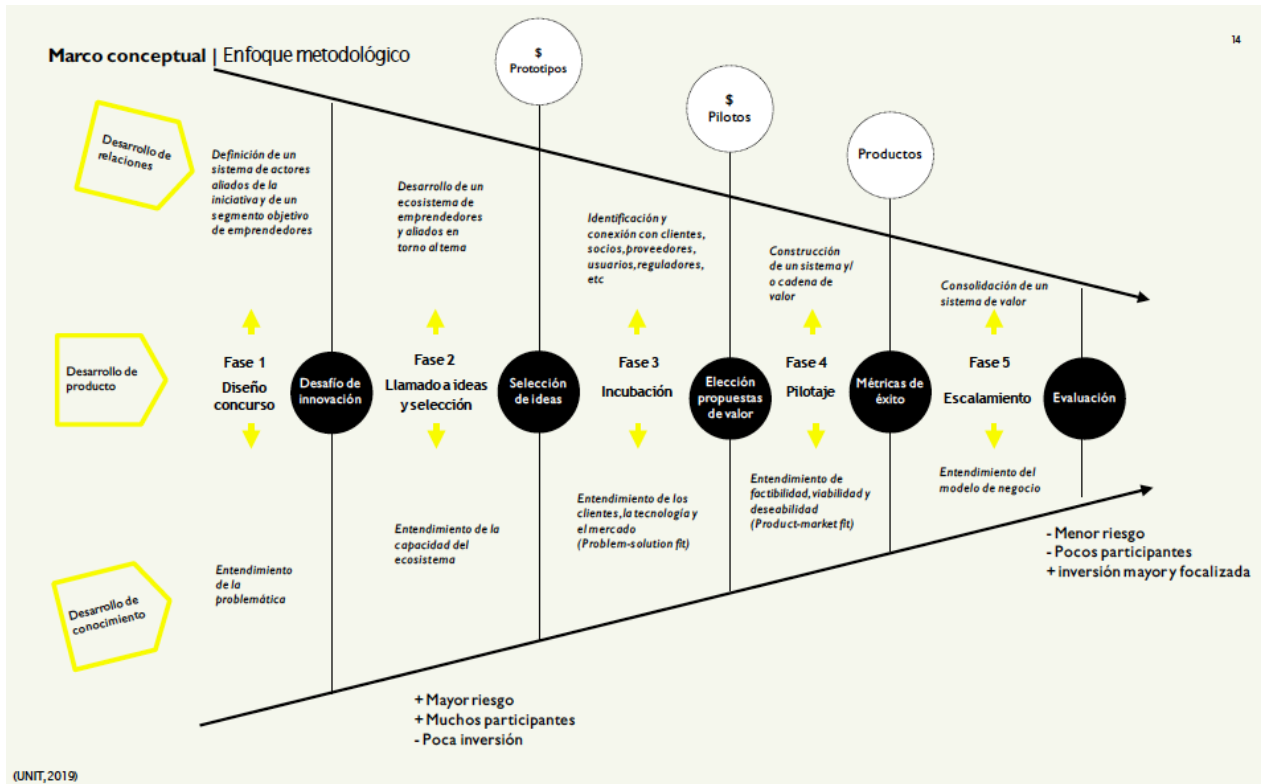 14
Marco conceptual | Enfoque metodológico
$
Prototipos
$
Pilotos
Productos
Desarrollo de
relaciones
Definición de un
sistema de actores
aliados de la
iniciativa y de un
segmento objetivo
de emprendedores
Desarrollo de un
ecosistema de
emprendedores
y aliados en
torno al tema
Identificación y
conexión con clientes,
socios, proveedores,
usuarios, reguladores,
etc
Construcción
de un sistema y/
o cadena de
valor
Consolidación de un
sistema de valor
Desarrollo de
producto
Fase 1
Diseño
concurso
Desafío de
innovación
Fase 2
Llamado a ideas
y selección
Selección
de ideas
Fase 3
Incubación
Elección
propuestas
de valor
Fase 4
Pilotaje
Métricas de
éxito
Fase 5
Escalamiento
Evaluación
Desarrollo de
conocimiento
Entendimiento
de la
problemática
Entendimiento de la
capacidad del
ecosistema
Entendimiento de los
clientes, la tecnología y
el mercado
(Problem-solution fit)
Entendimiento de
factibilidad, viabilidad y
deseabilidad
(Product-market fit)
Entendimiento del
modelo de negocio
- Menor riesgo
- Pocos participantes
+ inversión mayor y focalizada
+ Mayor riesgo
+ Muchos participantes
- Poca inversión
(UNIT, 2019)